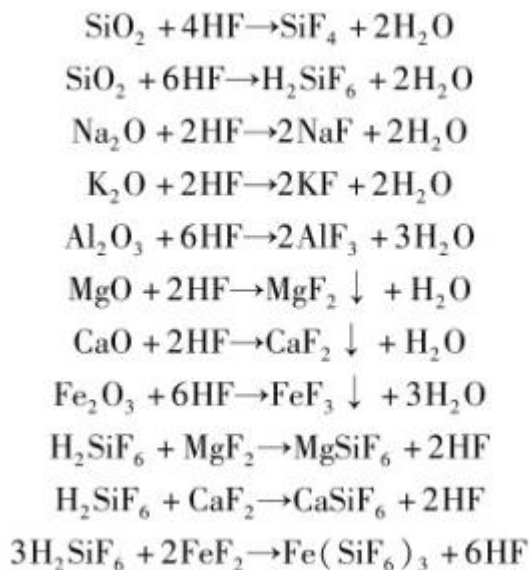 SiO₂ + 4HF→SiF₄ + 2H₂O
SiO₂ + 6HF→H₂SiF₆ + 2H₂O
Na₂O + 2HF→2NaF + 2H₂O
K₂O + 2HF→2KF + 2H₂O
Al₂O₃ + 6HF→2AlF₃ + 3H₂O
MgO + 2HF→MgF₂↓ + H₂O
CaO + 2HF→CaF₂↓ + H₂O
Fe₂O₃ + 6HF→FeF₃↓ + 3H₂O
H₂SiF₆ + MgF₂→MgSiF₆ + 2HF
H₂SiF₆ + CaF₂→CaSiF₆ + 2HF
3H₂SiF₆ + 2FeF₂→Fe(SiF₆)₃ + 6HF